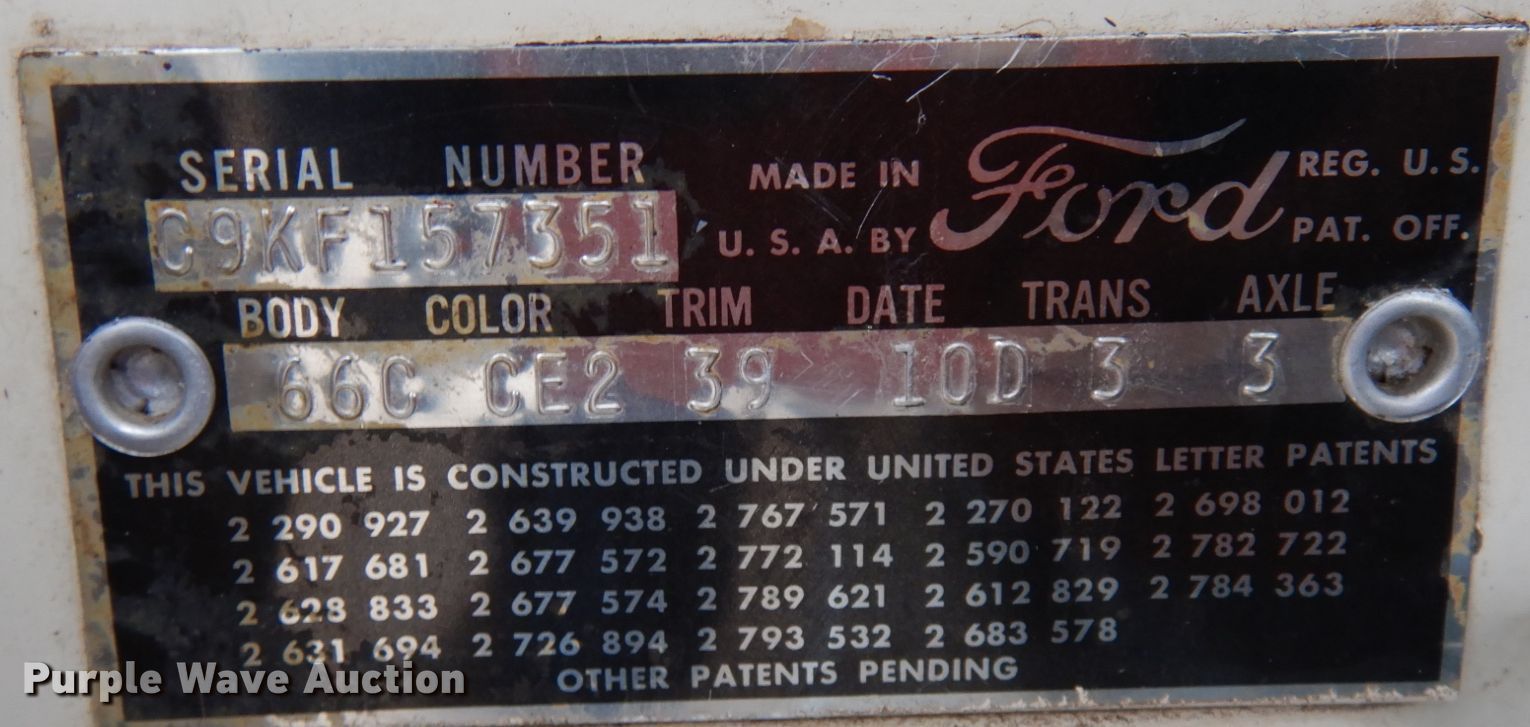 SERIAL NUMBER MADE IN Ford REG. U. S.
C9KF157351 U. S. A. BY PAT. OFF.
BODY COLOR TRIM DATE TRANS AXLE
66C CE2 39 10D 3 3
THIS VEHICLE IS CONSTRUCTED UNDER UNITED STATES LETTER PATENTS
2 290 927 2 639 938 2 767 571 2 270 122 2 698 012
2 617 681 2 677 572 2 772 114 2 590 719 2 782 722
2 628 833 2 677 574 2 789 621 2 612 829 2 784 363
2 631 694 2 726 894 2 793 532 2 683 578
OTHER PATENTS PENDING
Purple Wave Auction